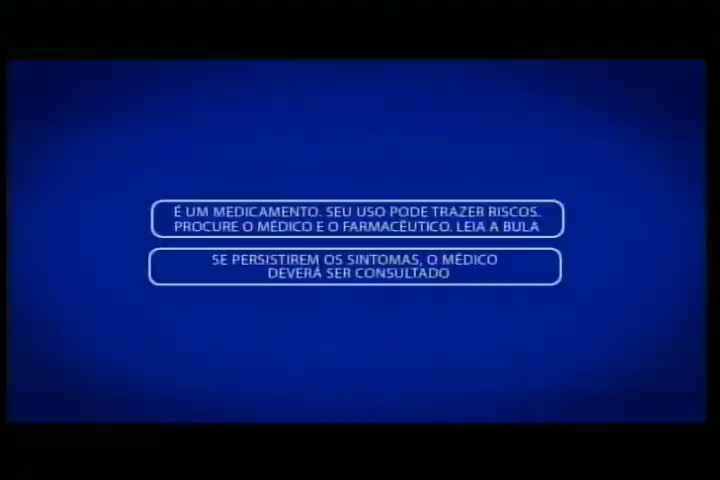 É UM MEDICAMENTO. SEU USO PODE TRAZER RISCOS.
PROCURE O MÉDICO E O FARMACÊUTICO. LEIA A BULA
SE PERSISTIREM OS SINTOMAS, O MÉDICO
DEVERÁ SER CONSULTADO